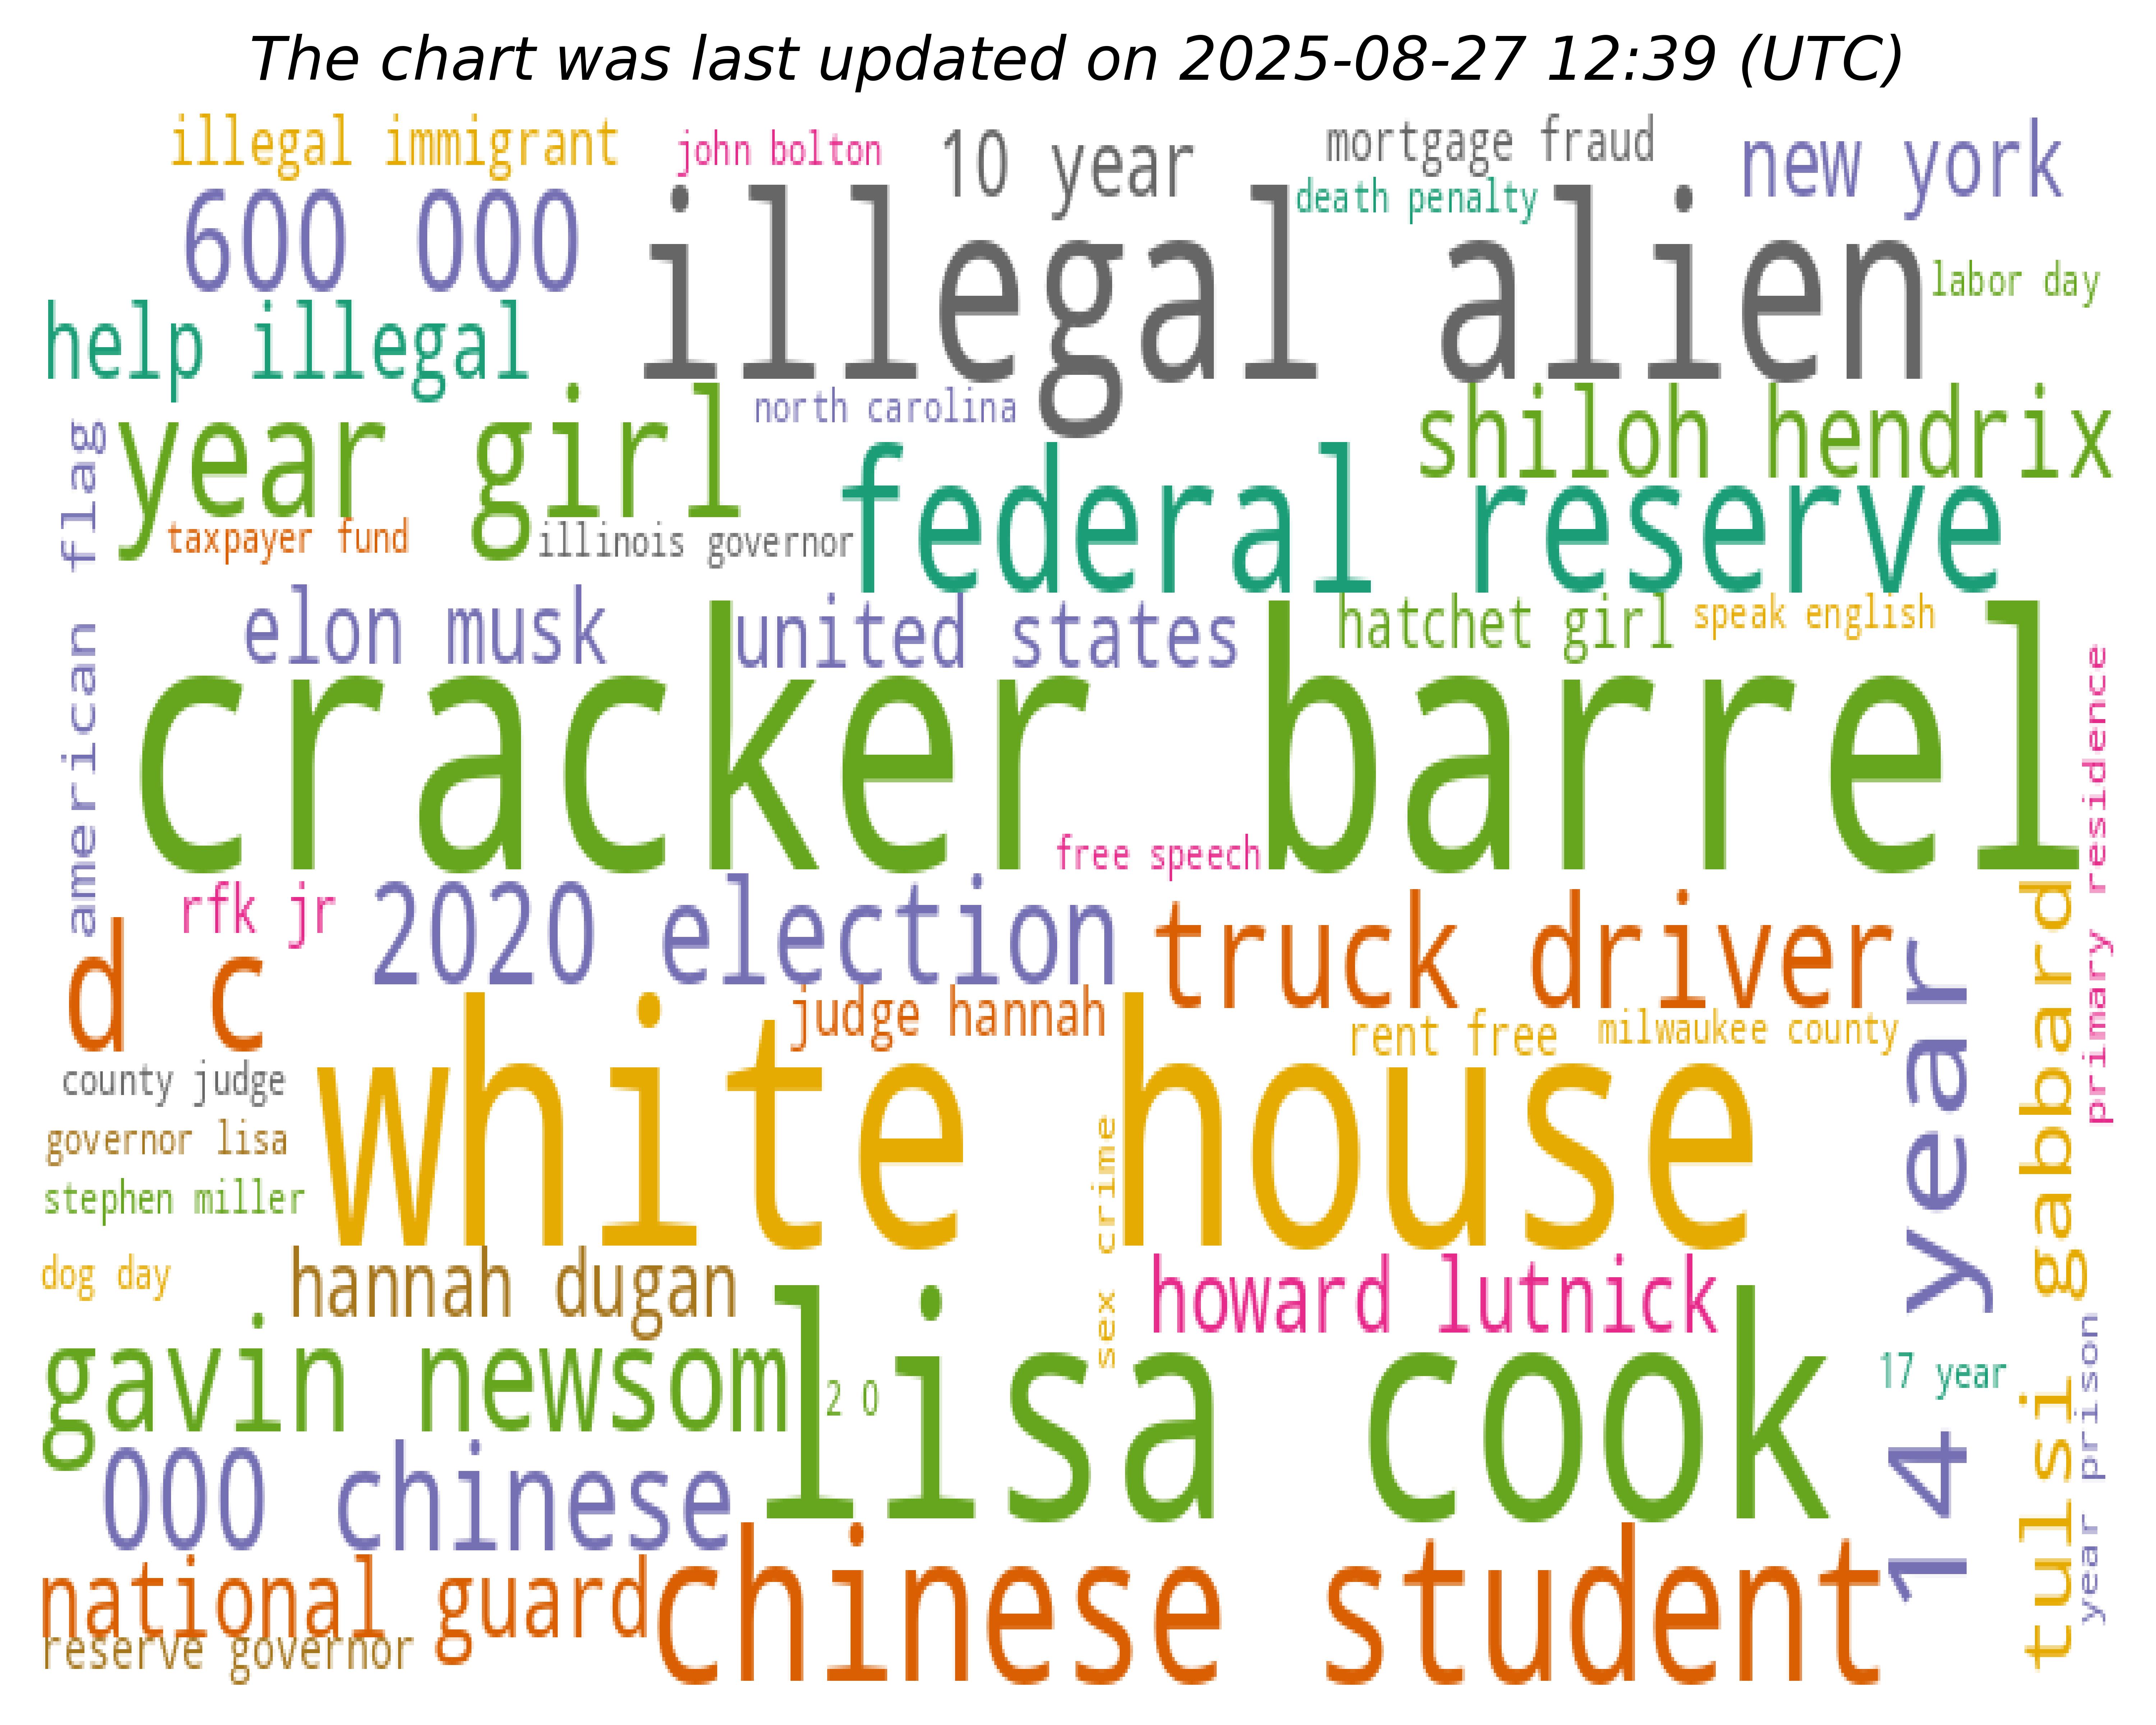 The chart was last updated on 2025-08-27 12:39 (UTC)
illegal immigrant
john bolton
10 year
mortgage fraud
new york
death penalty
600 000
illegal alien
labor day
help illegal
north carolina
shiloh hendrix
year girl
american flag
federal reserve
taxpayer fund
illinois governor
elon musk
united states
hatchet girl
speak english
cracker barrel
primary residence
free speech
rfk jr
2020 election
truck driver
d c
judge hannah
rent free
milwaukee county
14 year
tulsi gabbard
county judge
white house
governor lisa
sex crime
stephen miller
dog day
hannah dugan
howard lutnick
gavin newsom
2 0
lisa cook
17 year
year prison
000 chinese
national guard
chinese student
reserve governor